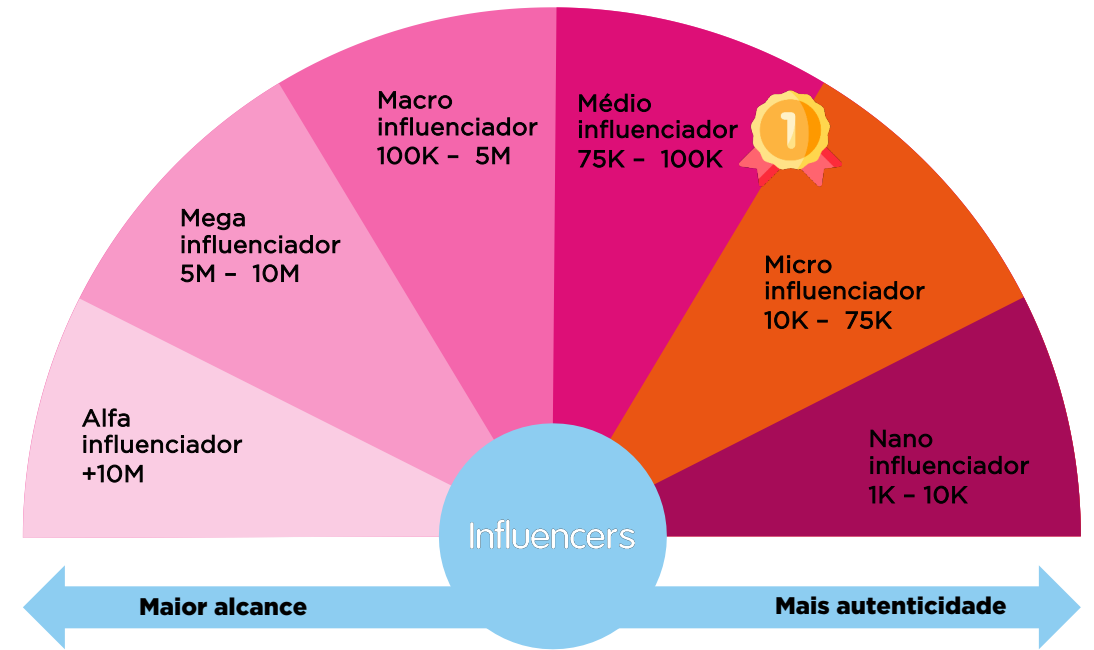 Macro
influenciador
100K – 5M
Médio
influenciador
75K – 100K
1
Mega
influenciador
5M – 10M
Micro
influenciador
10K – 75K
Alfa
influenciador
+10M
Nano
influenciador
1K – 10K
Influencers
Maior alcance
Mais autenticidade